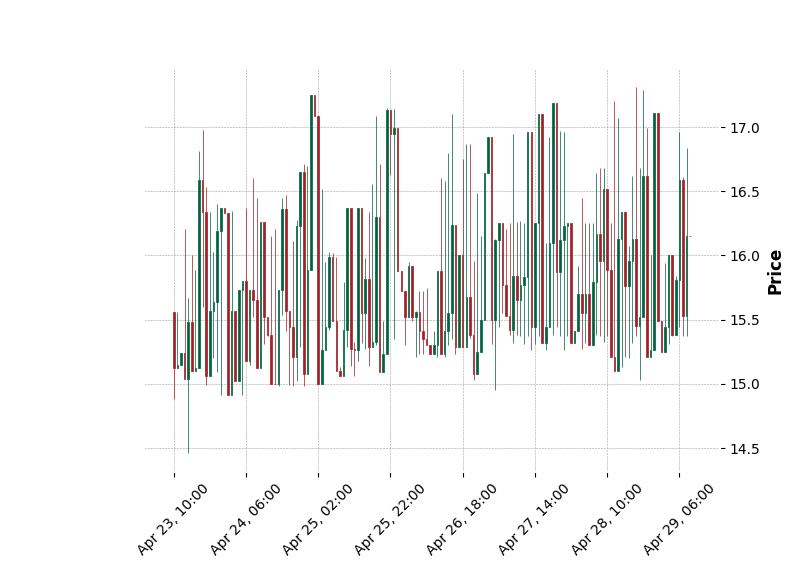 17.0
16.5
16.0
15.5
15.0
14.5
Price
Apr 23, 10:00
Apr 24, 06:00
Apr 25, 02:00
Apr 25, 22:00
Apr 26, 18:00
Apr 27, 14:00
Apr 28, 10:00
Apr 29, 06:00